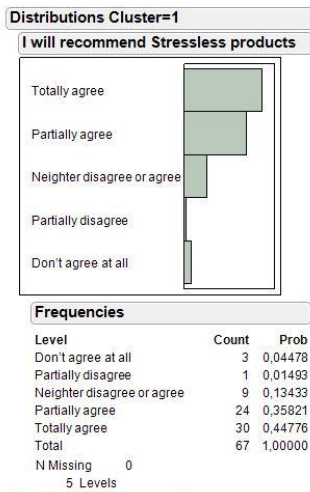 Distributions Cluster=1
I will recommend Stressless products
Totally agree
Partially agree
Neighter disagree or agree
Partially disagree
Don't agree at all
Frequencies
Level Count Prob
Don't agree at all 3 0,04478
Partially disagree 1 0,01493
Neighter disagree or agree 9 0,13433
Partially agree 24 0,35821
Totally agree 30 0,44776
Total 67 1,00000
N Missing 0
5 Levels